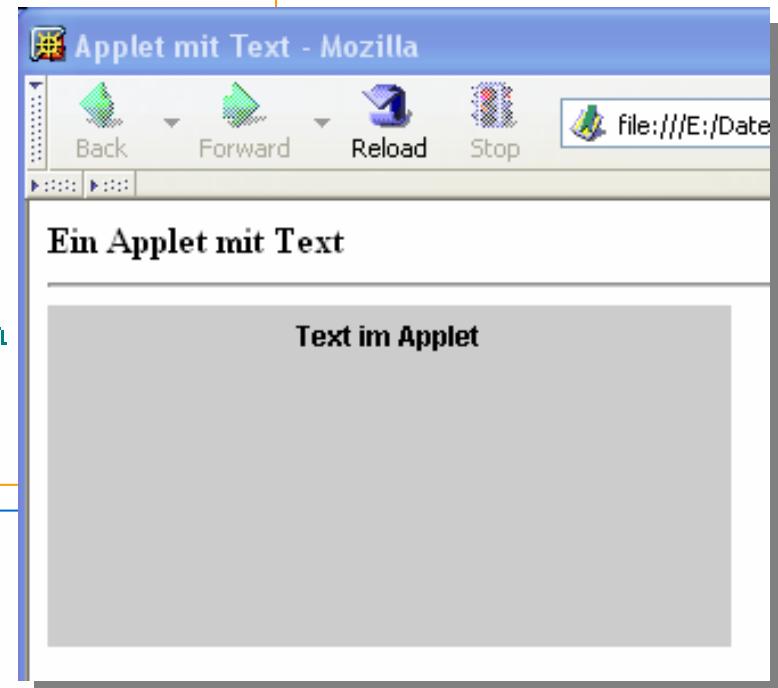 Applet mit Text - Mozilla
Back Forward Reload Stop file:///E:/Date
Ein Applet mit Text
Text im Applet